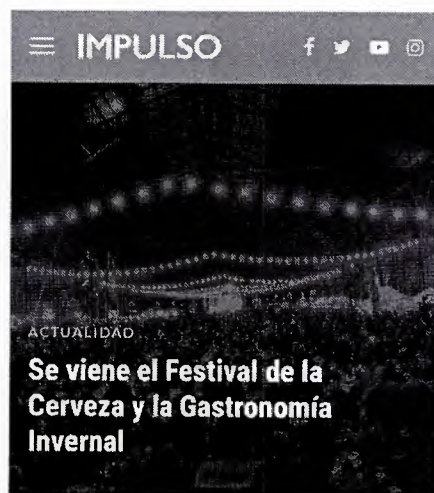 IMPULSO
ACTUALIDAD
Se viene el Festival de la
Cerveza y la Gastronomía
Invernal